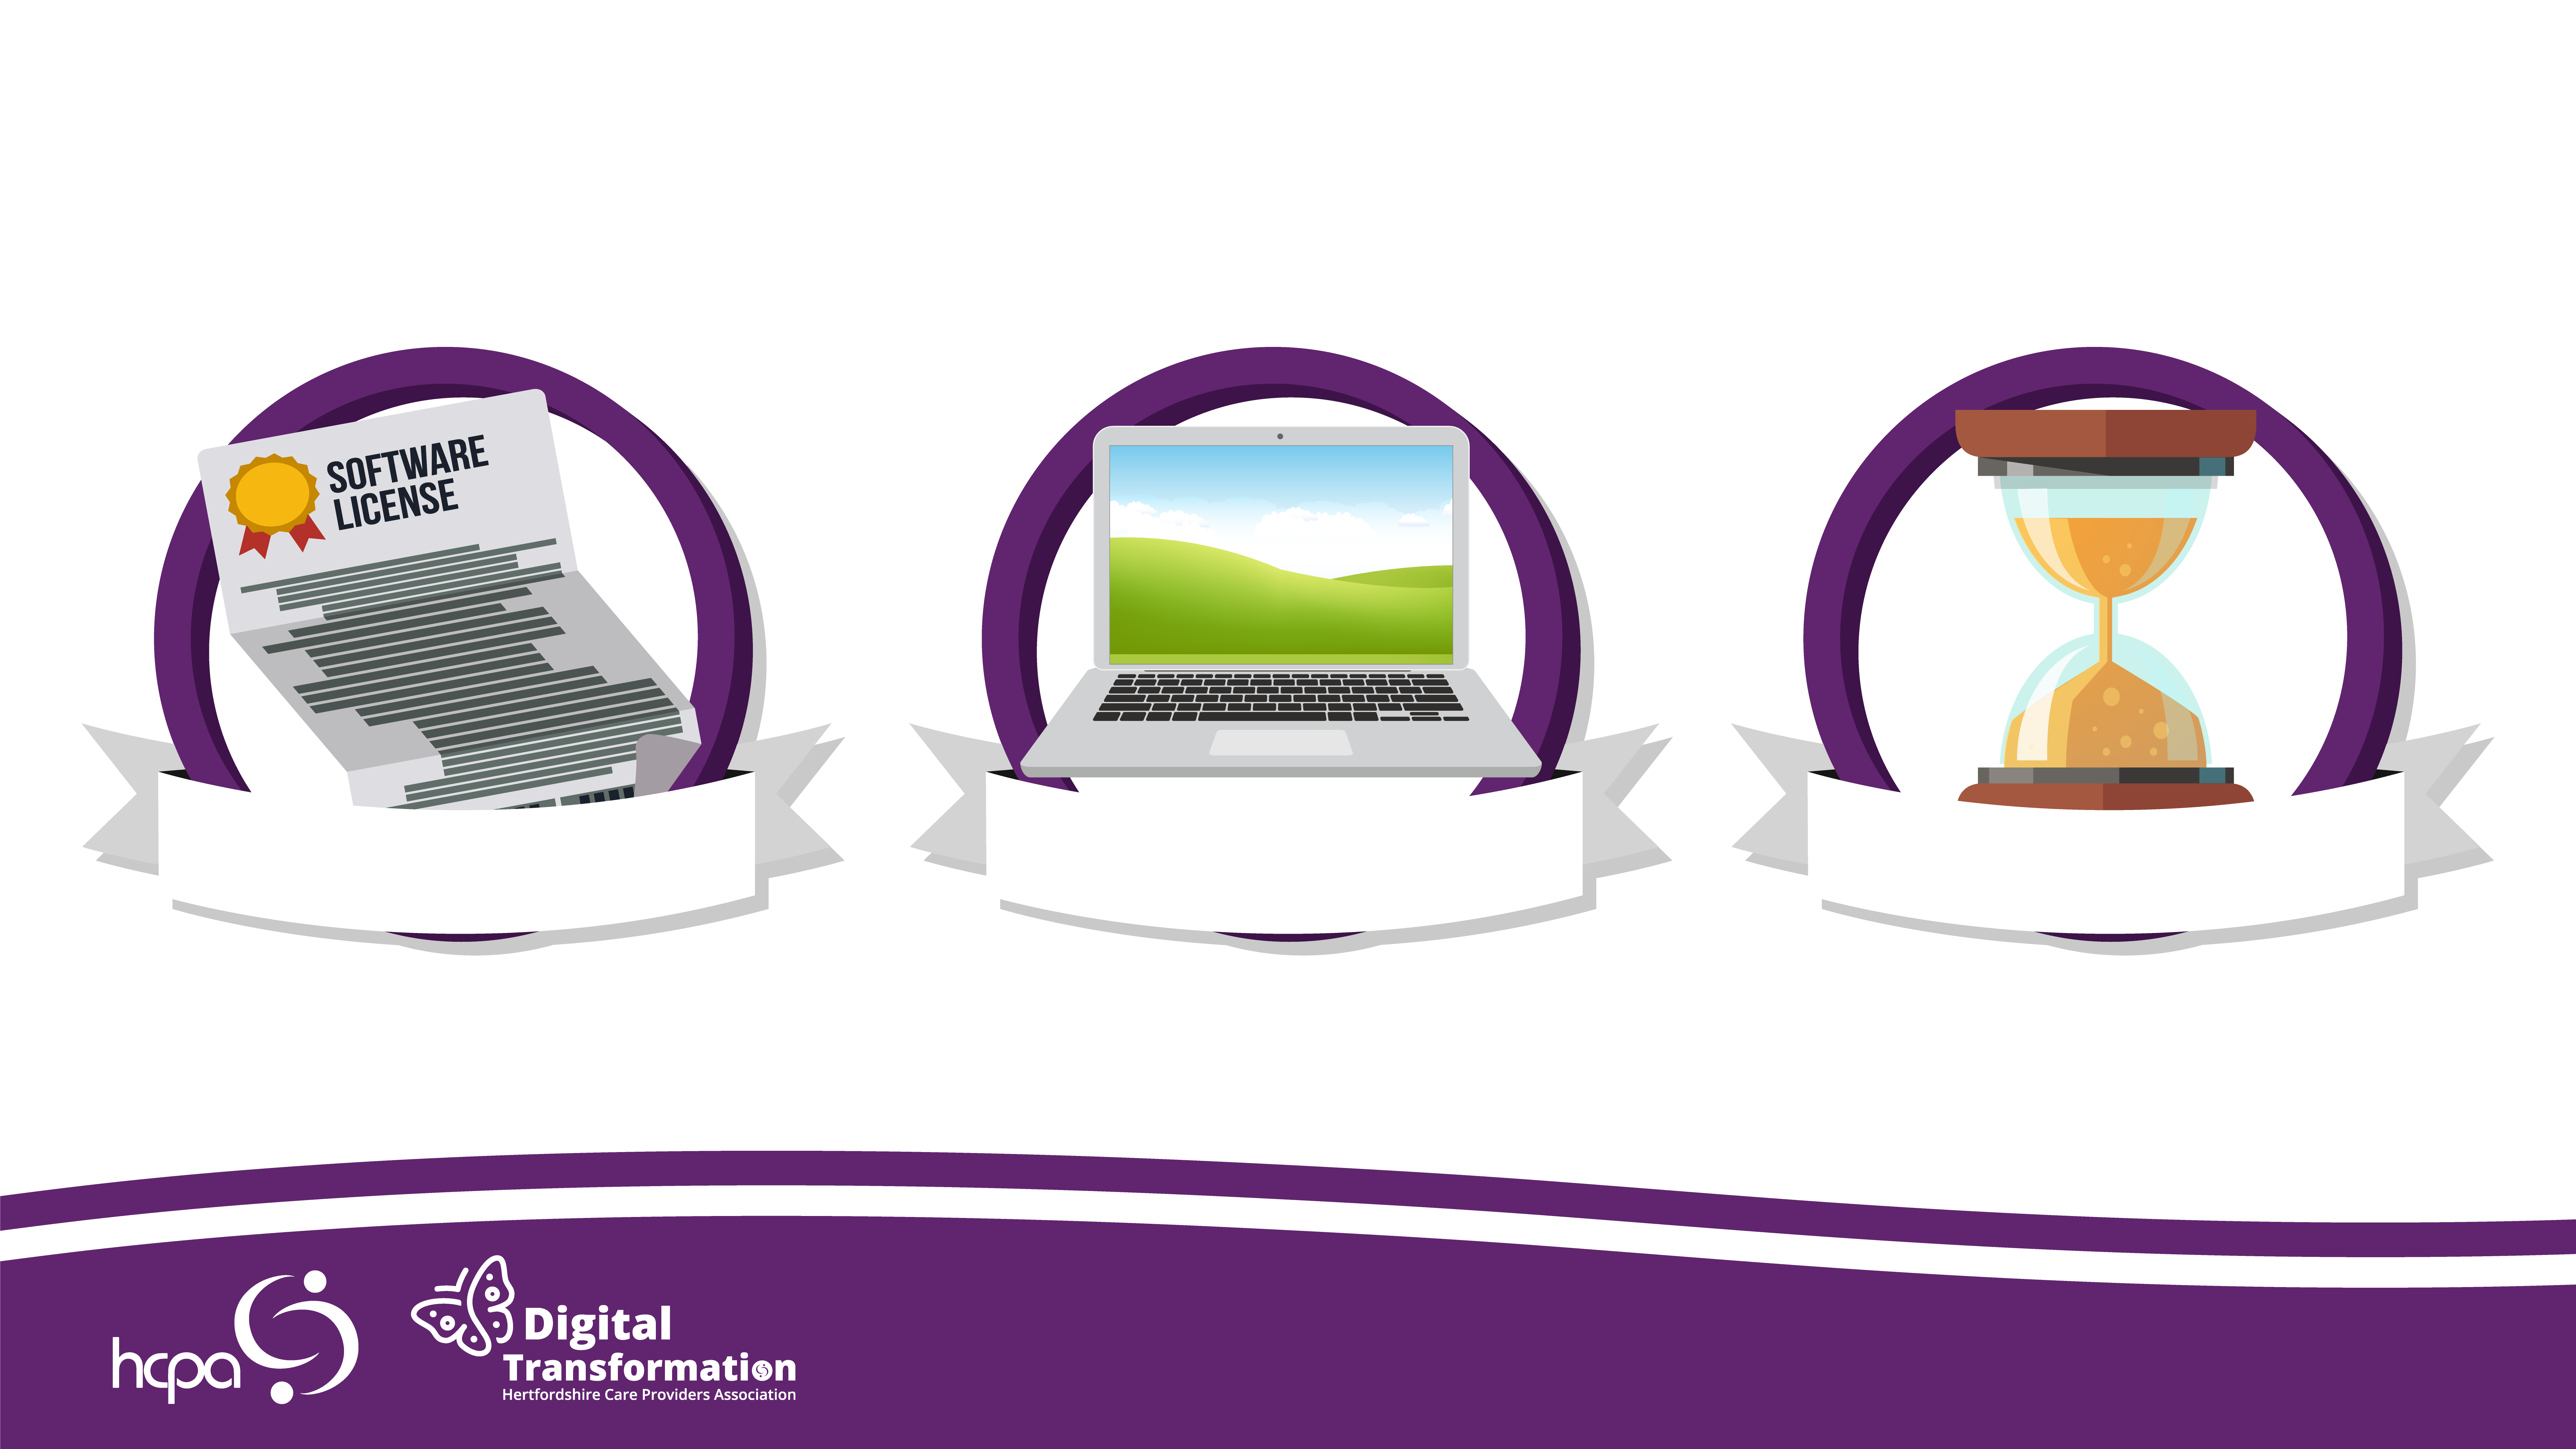 SOFTWARE
LICENSE
hcpa
Digital
Transformation
Hertfordshire Care Providers Association